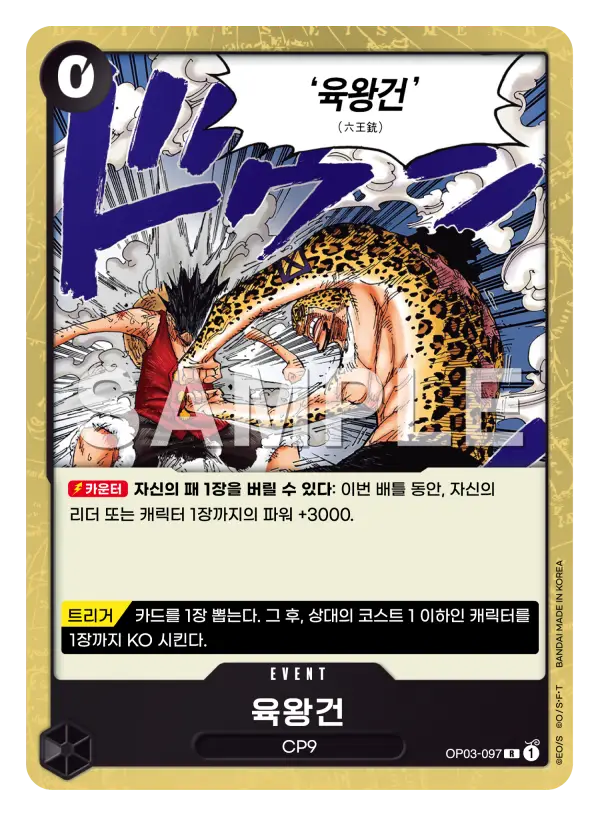 0
‘육왕건’
(六王銃)
ドウン
SAMPLE
카운터 자신의 패 1장을 버릴 수 있다: 이번 배틀 동안, 자신의
리더 또는 캐릭터 1장까지의 파워 +3000.
트리거 카드를 1장 뽑는다. 그 후, 상대의 코스트 1 이하인 캐릭터를
1장까지 KO 시킨다.
EVENT
육왕건
CP9
OP03-097 R 1
©EO/S ©O/S·F·T BANDAI MADE IN KOREA